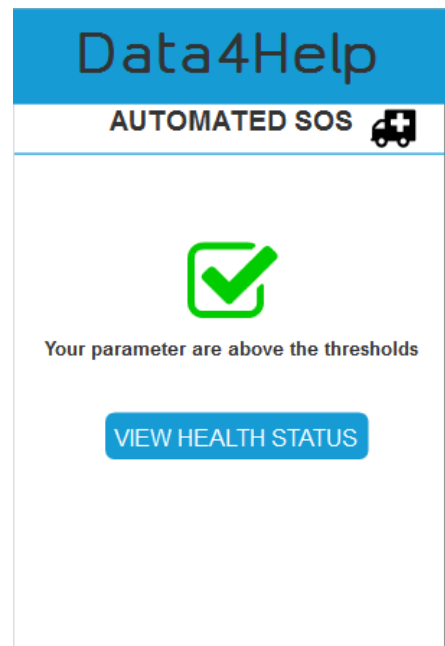 Data4Help
AUTOMATED SOS
Your parameter are above the thresholds
VIEW HEALTH STATUS